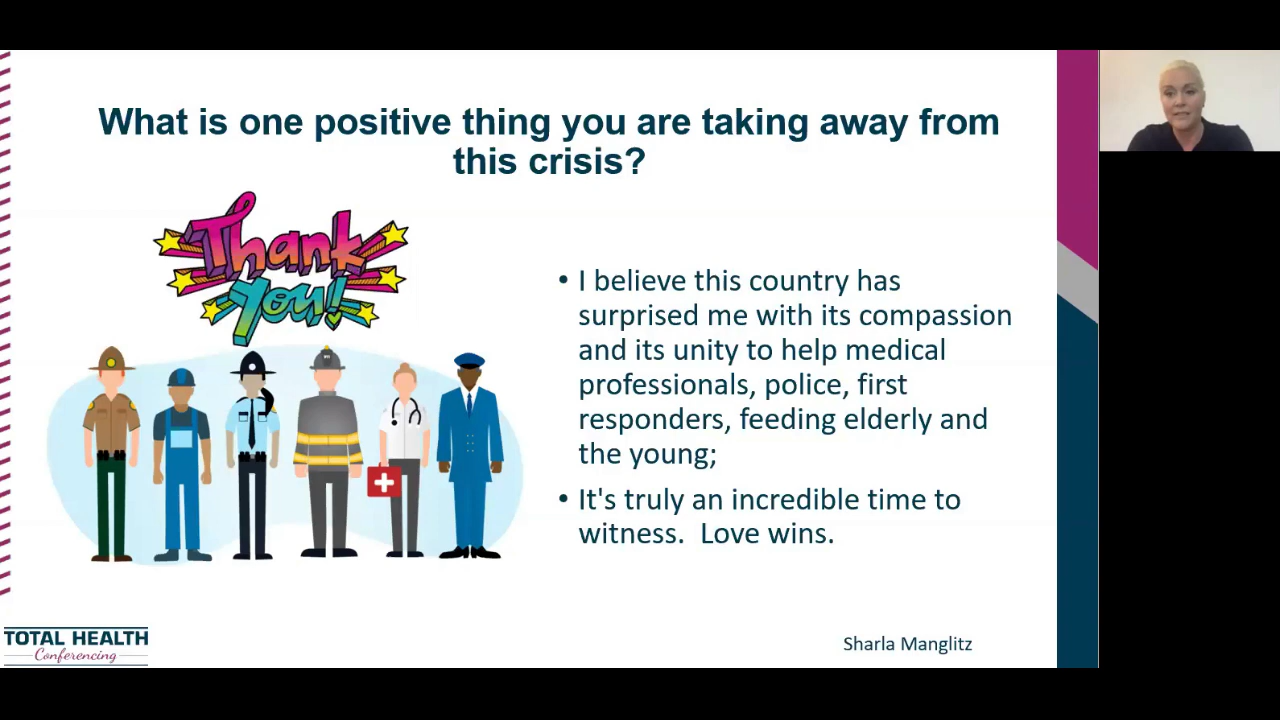 What is one positive thing you are taking away from
this crisis?
Thank
you!
• I believe this country has
surprised me with its compassion
and its unity to help medical
professionals, police, first
responders, feeding elderly and
the young;
• It's truly an incredible time to
witness.  Love wins.
TOTAL HEALTH
Conferencing
Sharla Manglitz